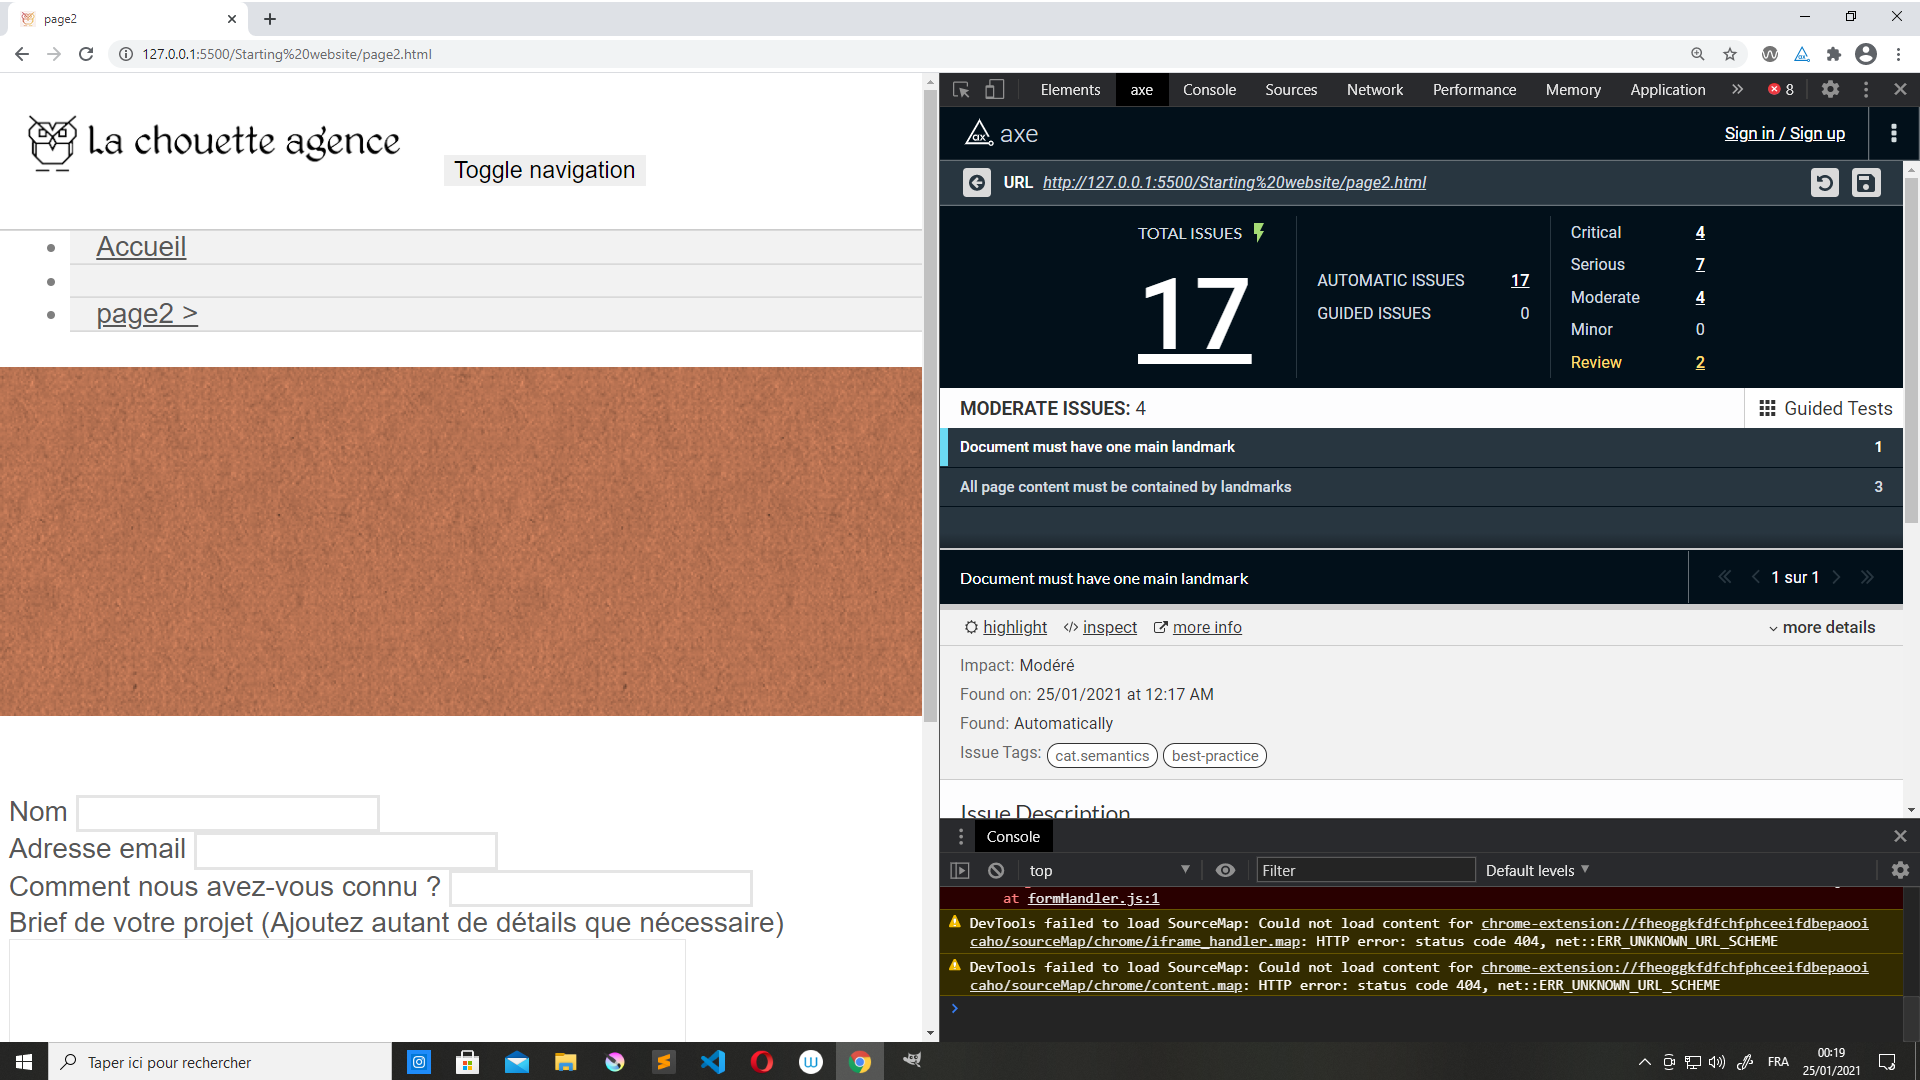 page2
127.0.0.1:5500/Starting%20website/page2.html
La chouette agence
Toggle navigation
Accueil
page2 >
Nom
Adresse email
Comment nous avez-vous connu ?
Brief de votre projet (Ajoutez autant de détails que nécessaire)
Elements axe Console Sources Network Performance Memory Application » 8
axe
Sign in / Sign up
URL http://127.0.0.1:5500/Starting%20website/page2.html
TOTAL ISSUES
17
AUTOMATIC ISSUES 17
GUIDED ISSUES 0
Critical 4
Serious 7
Moderate 4
Minor 0
Review 2
MODERATE ISSUES: 4
Guided Tests
Document must have one main landmark 1
All page content must be contained by landmarks 3
Document must have one main landmark
1 sur 1
highlight inspect more info
more details
Impact: Modéré
Found on: 25/01/2021 at 12:17 AM
Found: Automatically
Issue Tags: cat.semantics best-practice
Issue Description
Console
top
Filter
Default levels
at formHandler.js:1
DevTools failed to load SourceMap: Could not load content for chrome-extension://fheoggkfdfchfphceeifdbepaooi
caho/sourceMap/chrome/iframe_handler.map: HTTP error: status code 404, net::ERR_UNKNOWN_URL_SCHEME
DevTools failed to load SourceMap: Could not load content for chrome-extension://fheoggkfdfchfphceeifdbepaooi
caho/sourceMap/chrome/content.map: HTTP error: status code 404, net::ERR_UNKNOWN_URL_SCHEME
Taper ici pour rechercher
FRA
00:19
25/01/2021